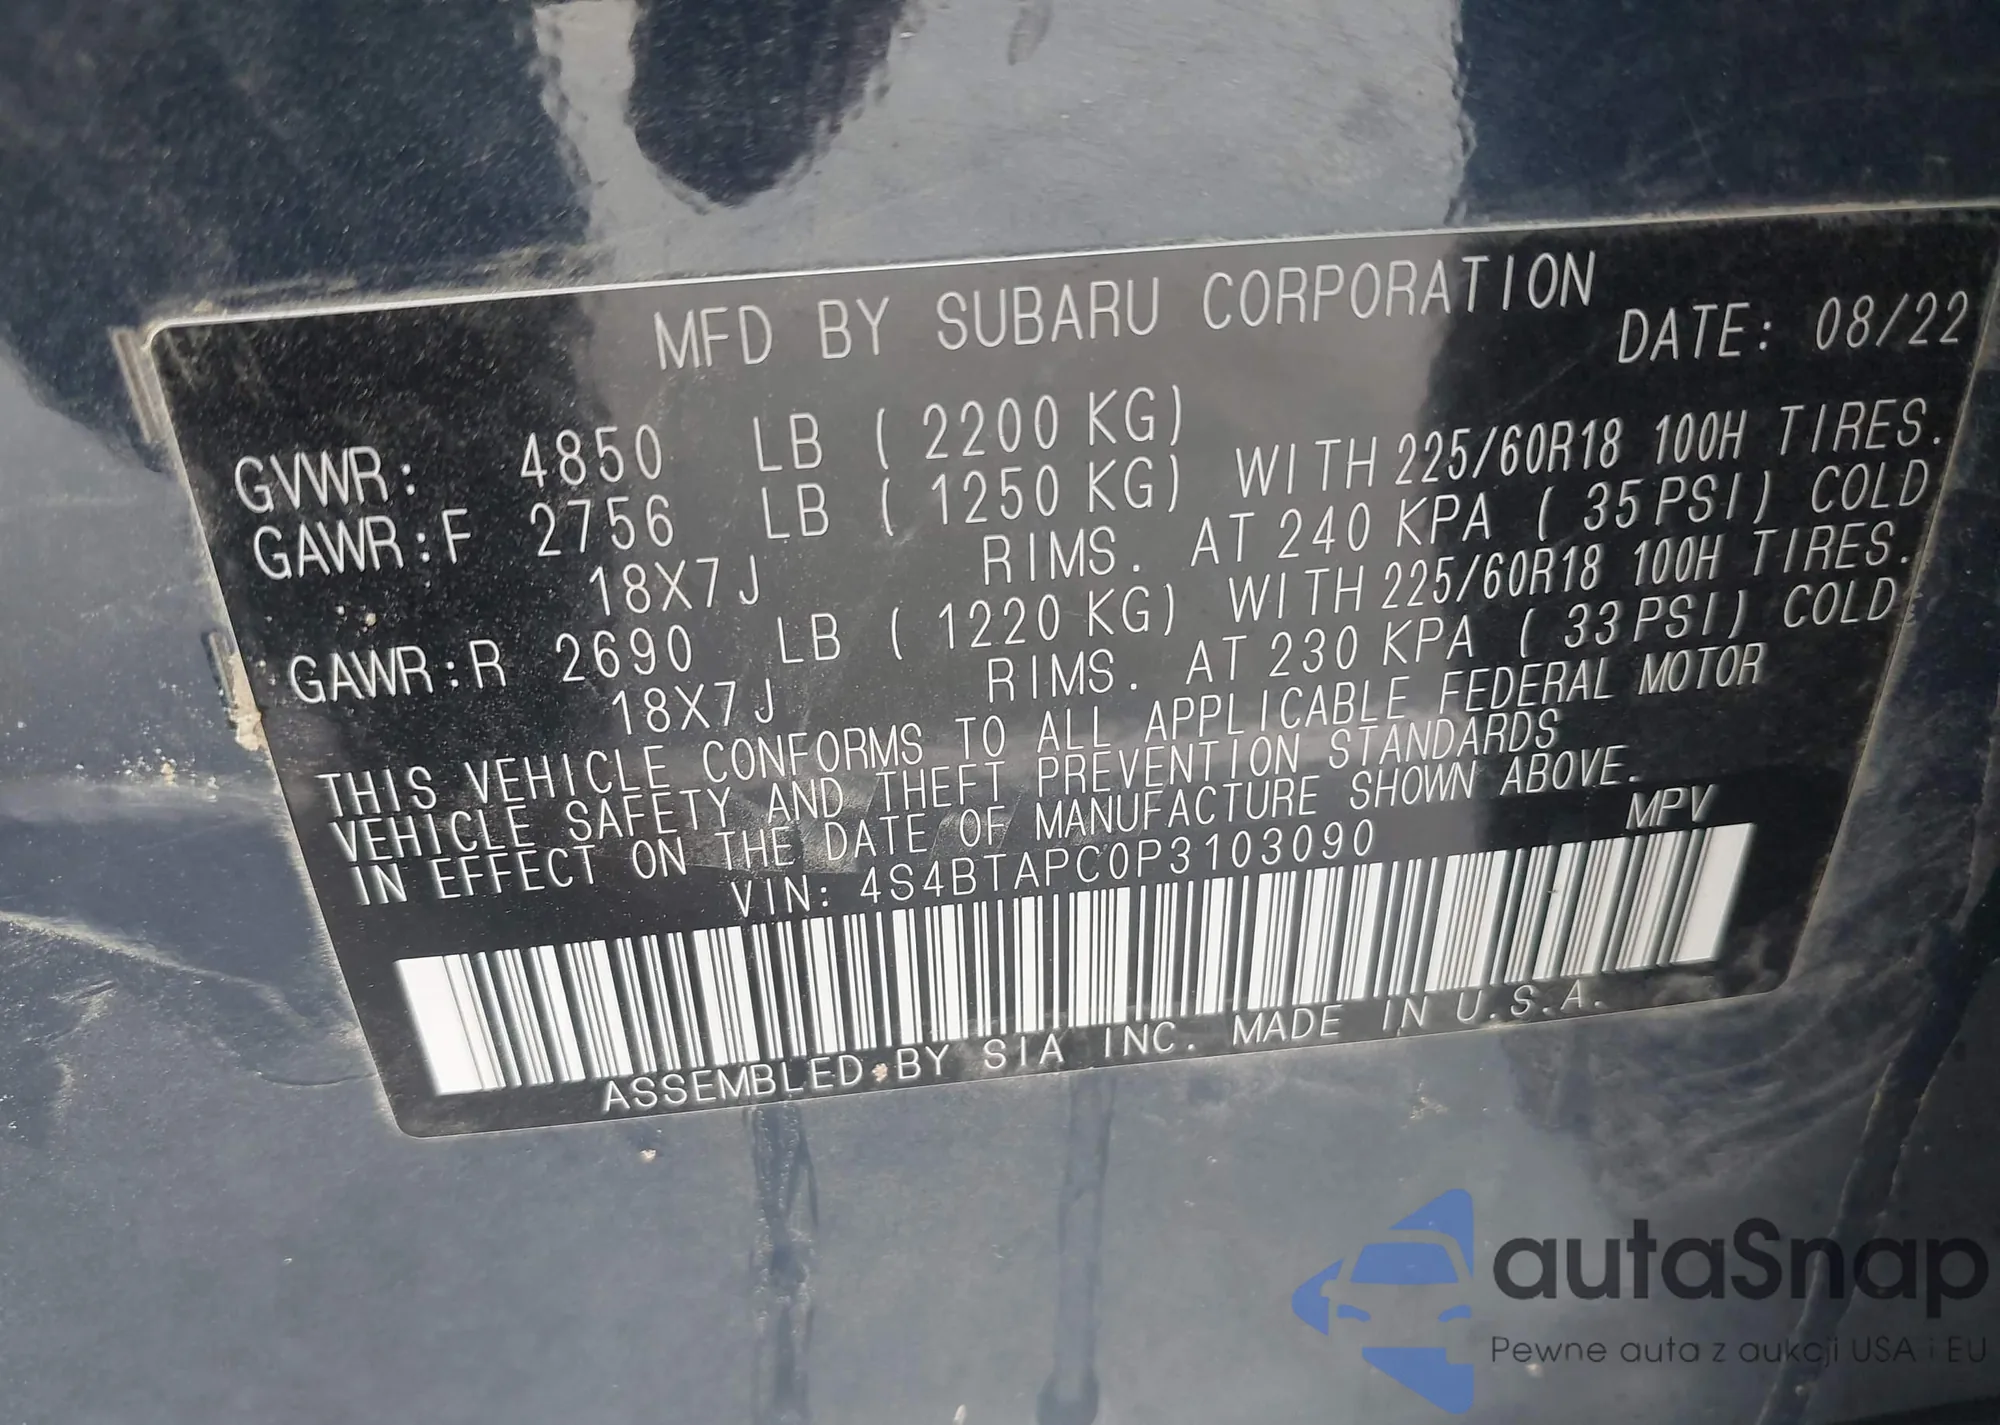 MFD BY SUBARU CORPORATION
DATE: 08/22
GVWR: 4850 LB ( 2200 KG)
GAWR:F 2756 LB ( 1250 KG) WITH 225/60R18 100H TIRES.
18X7J RIMS. AT 240 KPA ( 35PSI) COLD
GAWR:R 2690 LB ( 1220 KG) WITH 225/60R18 100H TIRES.
18X7J RIMS. AT 230 KPA ( 33PSI) COLD
THIS VEHICLE CONFORMS TO ALL APPLICABLE FEDERAL MOTOR
VEHICLE SAFETY AND THEFT PREVENTION STANDARDS
IN EFFECT ON THE DATE OF MANUFACTURE SHOWN ABOVE.
VIN: 4S4BTAPC0P3103090 MPV
ASSEMBLED BY SIA INC. MADE IN U.S.A.
autaSnap
Pewne auta z aukcji USA i EU